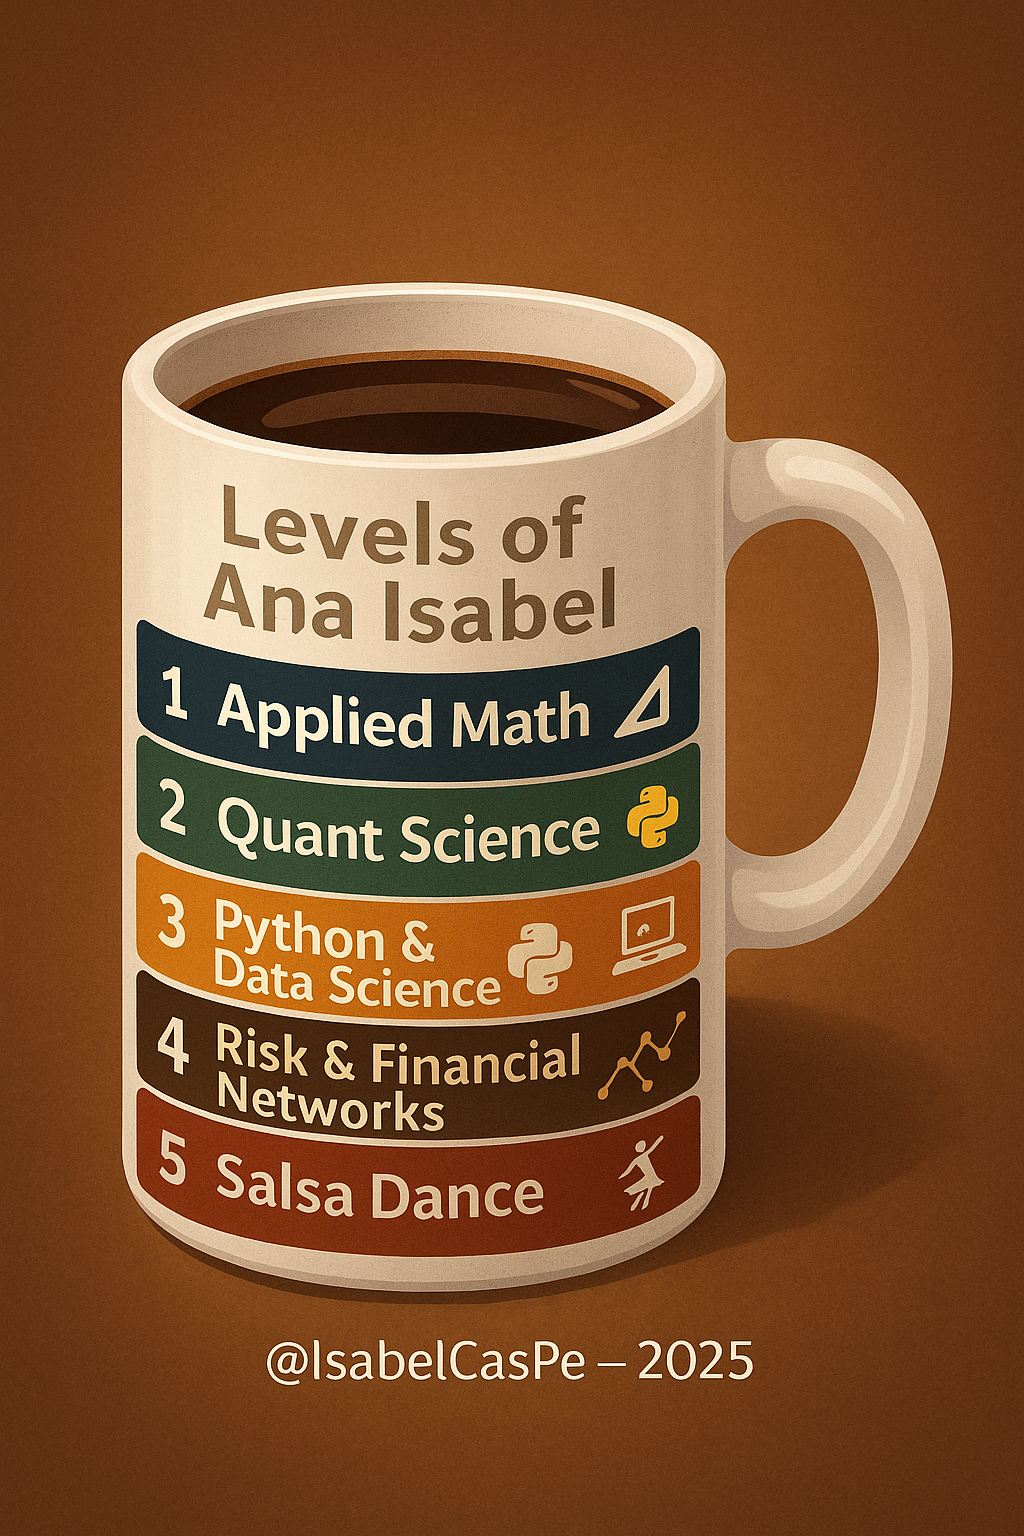 Levels of
Ana Isabel
1 Applied Math
2 Quant Science
3 Python &
Data Science
4 Risk & Financial
Networks
5 Salsa Dance
@IsabelCasPe – 2025